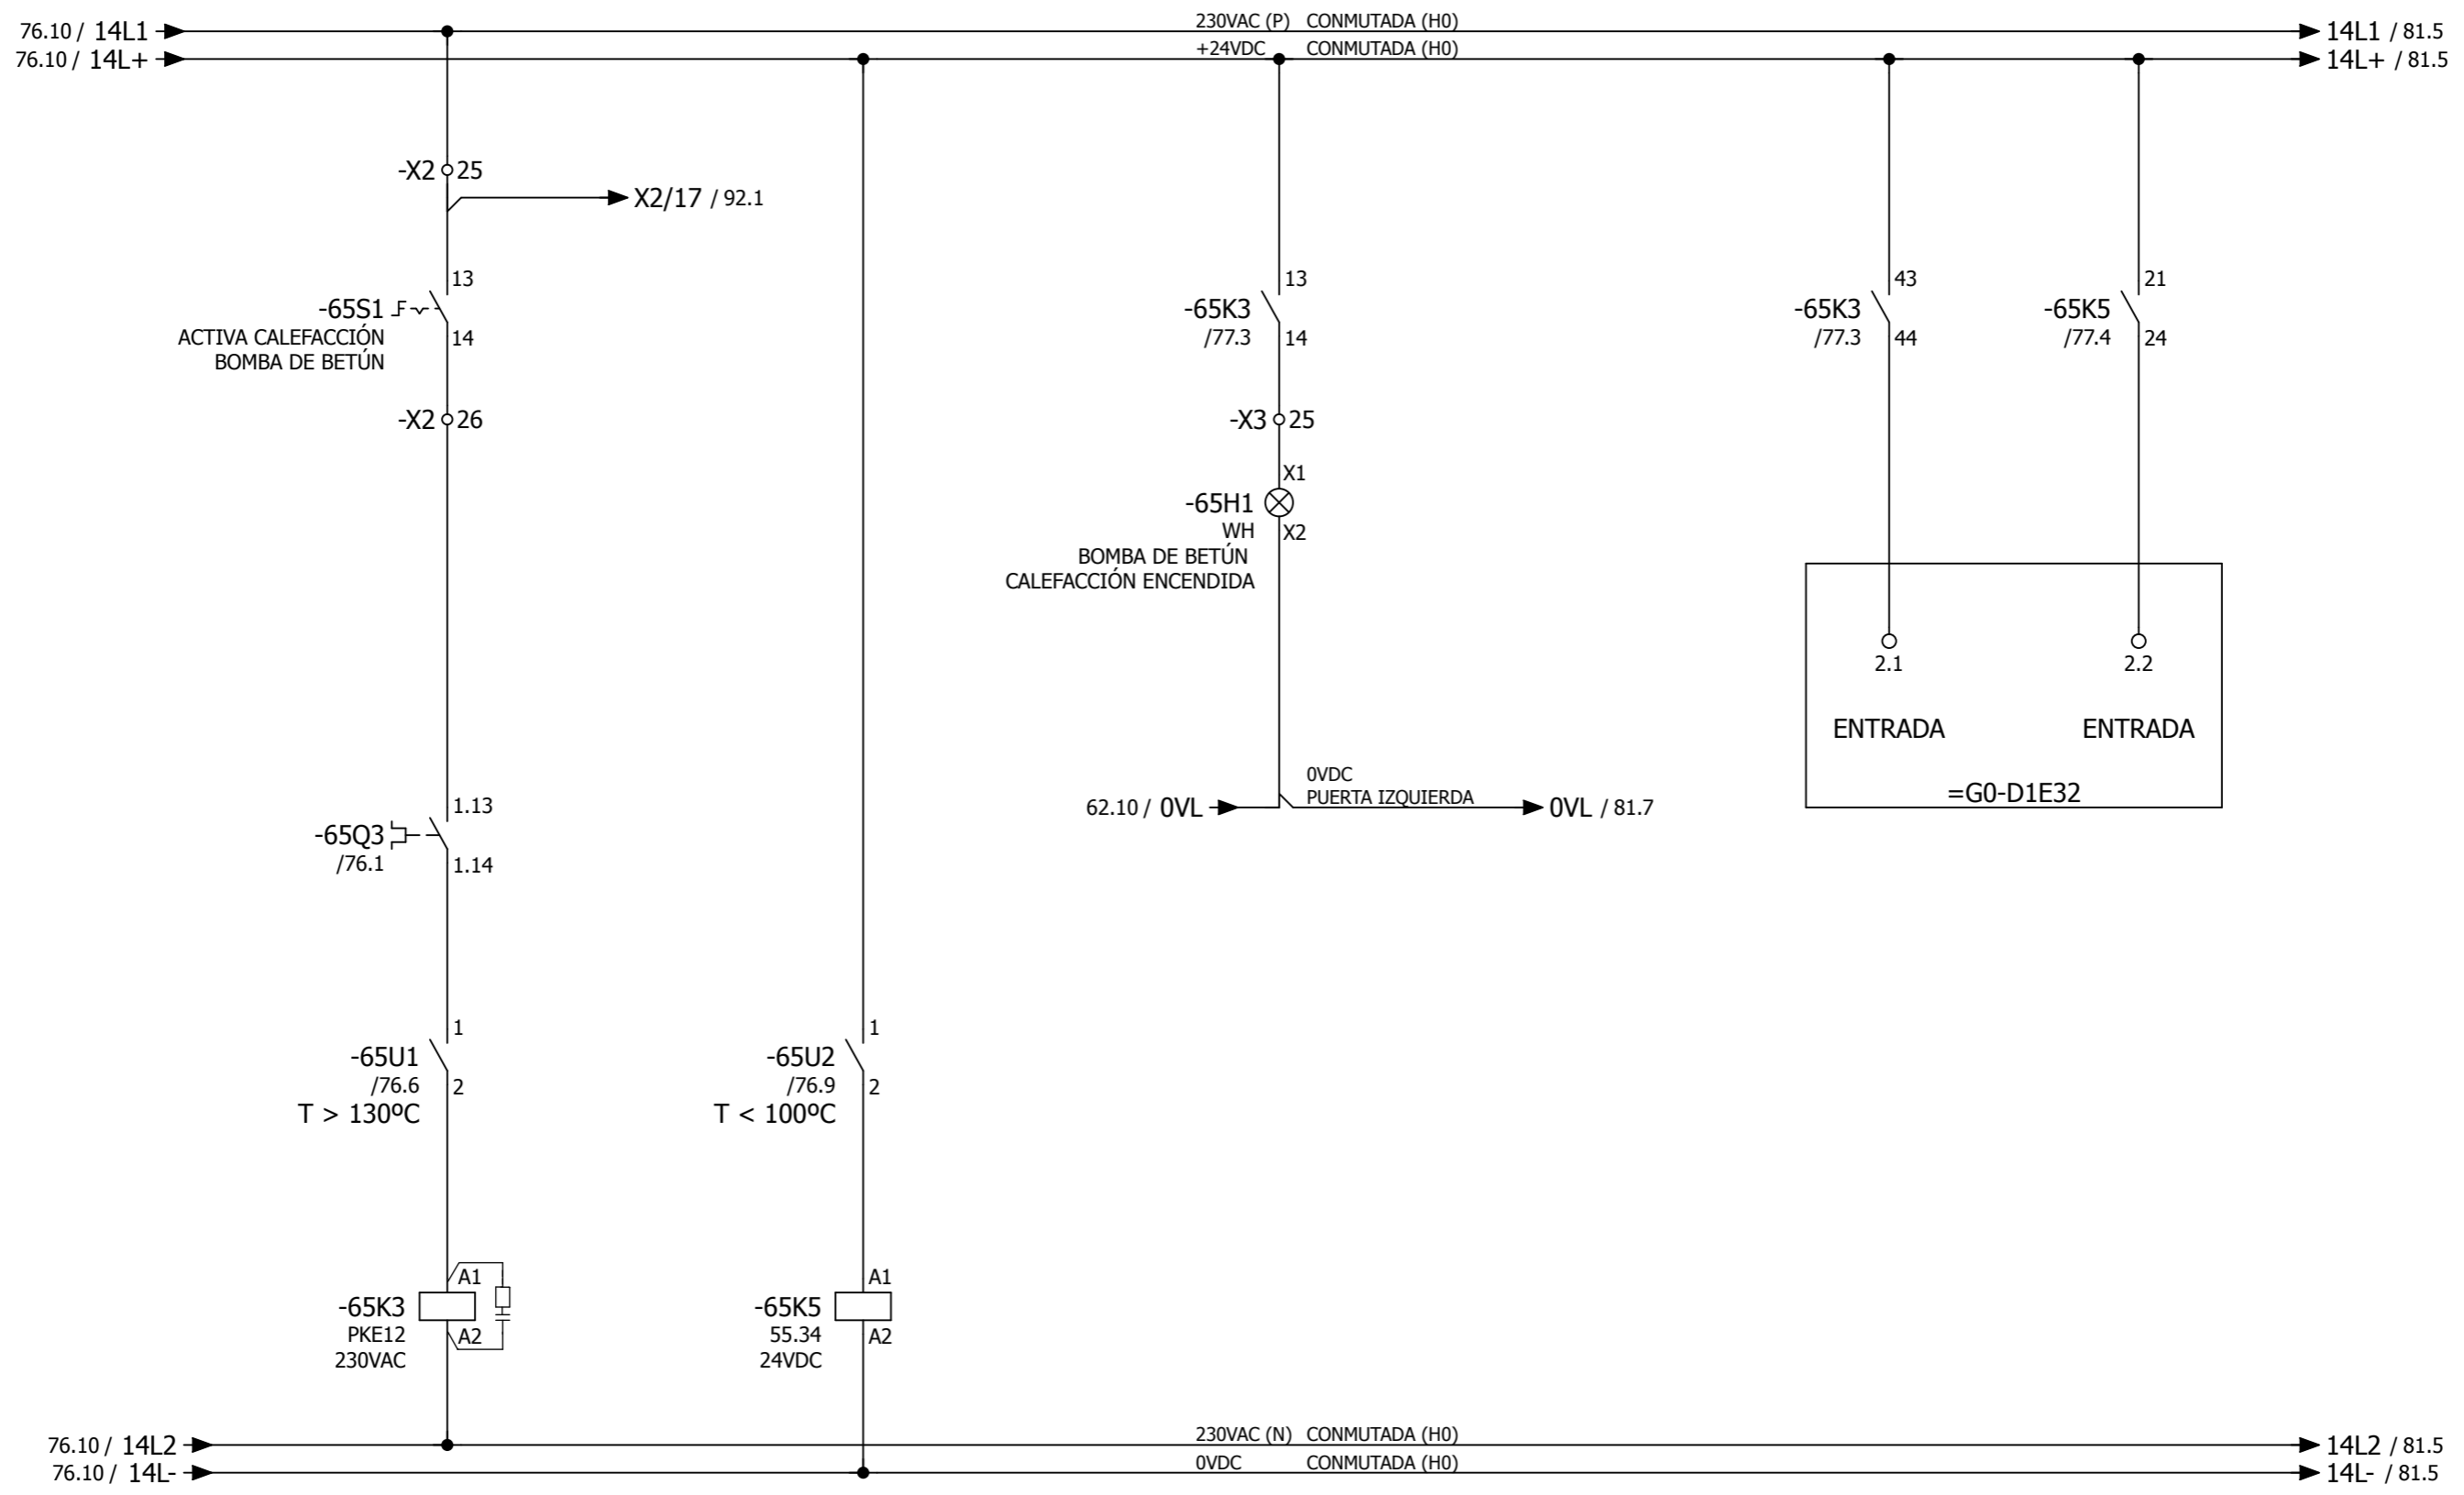 76.10 / 14L1
230VAC (P) CONMUTADA (H0)
14L1 / 81.5
76.10 / 14L+
+24VDC CONMUTADA (H0)
14L+ / 81.5
-X2 25
X2/17 / 92.1
13
-65S1
ACTIVA CALEFACCIÓN
14
BOMBA DE BETÚN
-X2 26
1.13
-65Q3
/76.1
1.14
1
-65U1
/76.6
2
T > 130ºC
A1
-65K3
PKE12
A2
230VAC
1
-65U2
/76.9
2
T < 100ºC
A1
-65K5
55.34
A2
24VDC
13
-65K3
/77.3
14
-X3 25
X1
-65H1
WH
X2
BOMBA DE BETÚN
CALEFACCIÓN ENCENDIDA
0VDC
PUERTA IZQUIERDA
62.10 / 0VL
0VL / 81.7
43
-65K3
/77.3
44
21
-65K5
/77.4
24
2.1
2.2
ENTRADA
ENTRADA
=G0-D1E32
76.10 / 14L2
230VAC (N) CONMUTADA (H0)
14L2 / 81.5
76.10 / 14L-
0VDC CONMUTADA (H0)
14L- / 81.5